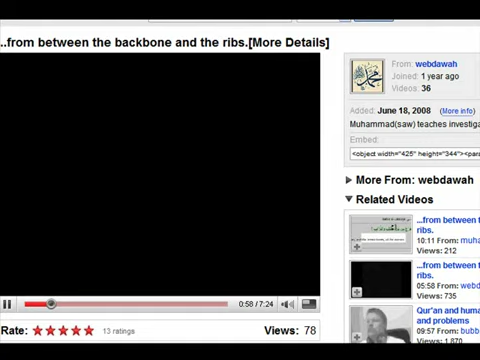 ...from between the backbone and the ribs.[More Details]
From: webdawah
Joined: 1 year ago
Videos: 36
Added: June 18, 2008 (More info)
Muhammad(saw) teaches investiga
Embed:
<object width="425" height="344"><para
More From: webdawah
Related Videos
...from between t
ribs.
10:11 From: muha
Views: 212
...from between t
ribs.
05:58 From: webd
Views: 735
Qur'an and huma
and problems
09:57 From: bubb
Views: 1,870
0:58 / 7:24
Rate:
13 ratings
Views: 78